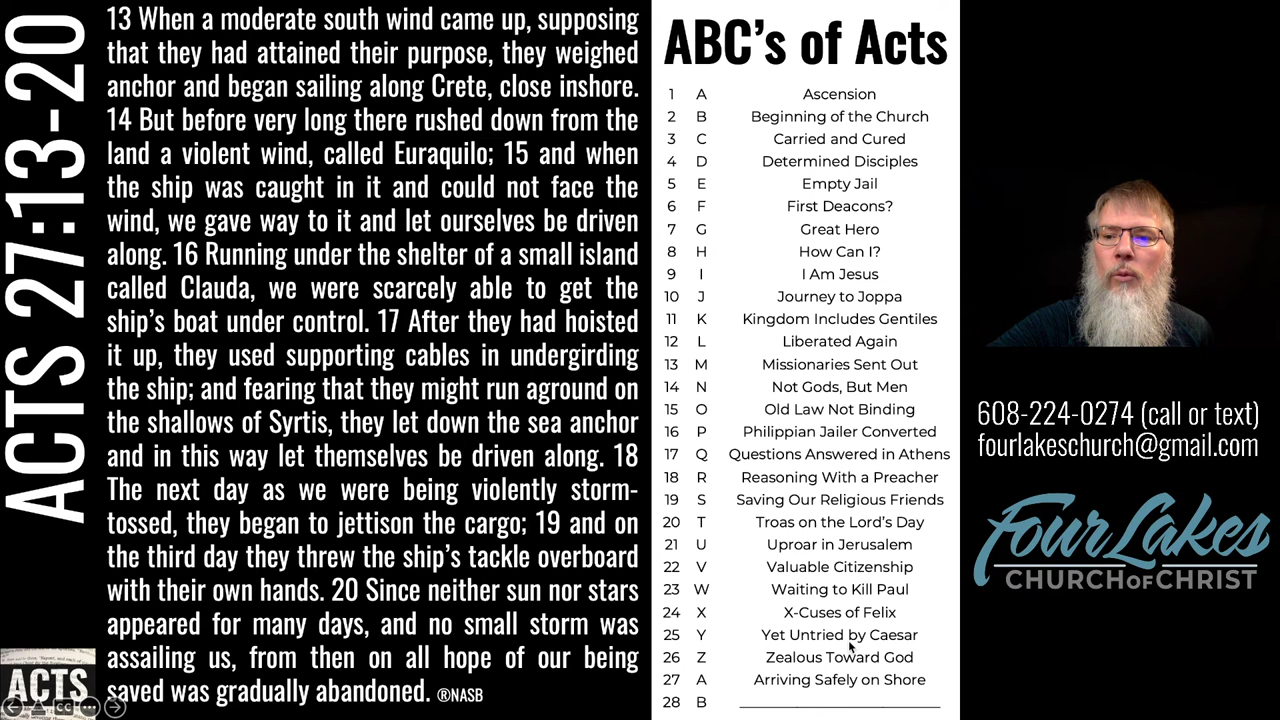 ACTS 27:13-20
13 When a moderate south wind came up, supposing
that they had attained their purpose, they weighed
anchor and began sailing along Crete, close inshore.
14 But before very long there rushed down from the
land a violent wind, called Euraquilo; 15 and when
the ship was caught in it and could not face the
wind, we gave way to it and let ourselves be driven
along. 16 Running under the shelter of a small island
called Clauda, we were scarcely able to get the
ship's boat under control. 17 After they had hoisted
it up, they used supporting cables in undergirding
the ship; and fearing that they might run aground on
the shallows of Syrtis, they let down the sea anchor
and in this way let themselves be driven along. 18
The next day as we were being violently storm-
tossed, they began to jettison the cargo; 19 and on
the third day they threw the ship's tackle overboard
with their own hands. 20 Since neither sun nor stars
appeared for many days, and no small storm was
assailing us, from then on all hope of our being
saved was gradually abandoned. ®NASB
ACTS
ABC's of Acts
1 A Ascension
2 B Beginning of the Church
3 C Carried and Cured
4 D Determined Disciples
5 E Empty Jail
6 F First Deacons?
7 G Great Hero
8 H How Can I?
9 I I Am Jesus
10 J Journey to Joppa
11 K Kingdom Includes Gentiles
12 L Liberated Again
13 M Missionaries Sent Out
14 N Not Gods, But Men
15 O Old Law Not Binding
16 P Philippian Jailer Converted
17 Q Questions Answered in Athens
18 R Reasoning With a Preacher
19 S Saving Our Religious Friends
20 T Troas on the Lord's Day
21 U Uproar in Jerusalem
22 V Valuable Citizenship
23 W Waiting to Kill Paul
24 X X-Cuses of Felix
25 Y Yet Untried by Caesar
26 Z Zealous Toward God
27 A Arriving Safely on Shore
28 B
608-224-0274 (call or text)
fourlakeschurch@gmail.com
Four Lakes
CHURCH OF CHRIST